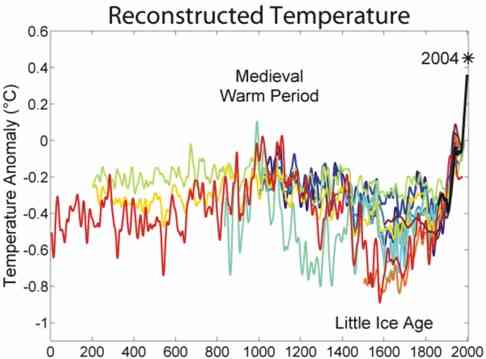 Reconstructed Temperature
0.6
0.4
0.2
0
-0.2
-0.4
-0.6
-0.8
-1
Temperature Anomaly (°C)
2004 *
Medieval
Warm Period
Little Ice Age
0 200 400 600 800 1000 1200 1400 1600 1800 2000